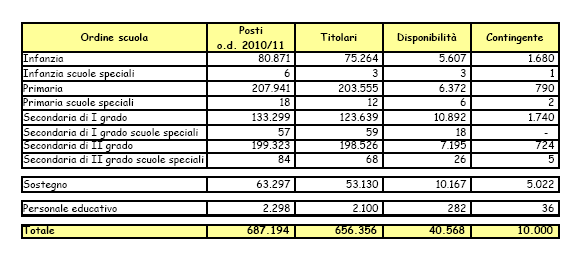 Ordine scuola Posti o.d. 2010/11 Titolari Disponibilità Contingente
Infanzia 80.871 75.264 5.607 1.680
Infanzia scuole speciali 6 3 3 1
Primaria 207.941 203.555 6.372 790
Primaria scuole speciali 18 12 6 2
Secondaria di I grado 133.299 123.639 10.892 1.740
Secondaria di I grado scuole speciali 57 59 18 -
Secondaria di II grado 199.323 198.526 7.195 724
Secondaria di II grado scuole speciali 84 68 26 5
Sostegno 63.297 53.130 10.167 5.022
Personale educativo 2.298 2.100 282 36
Totale 687.194 656.356 40.568 10.000